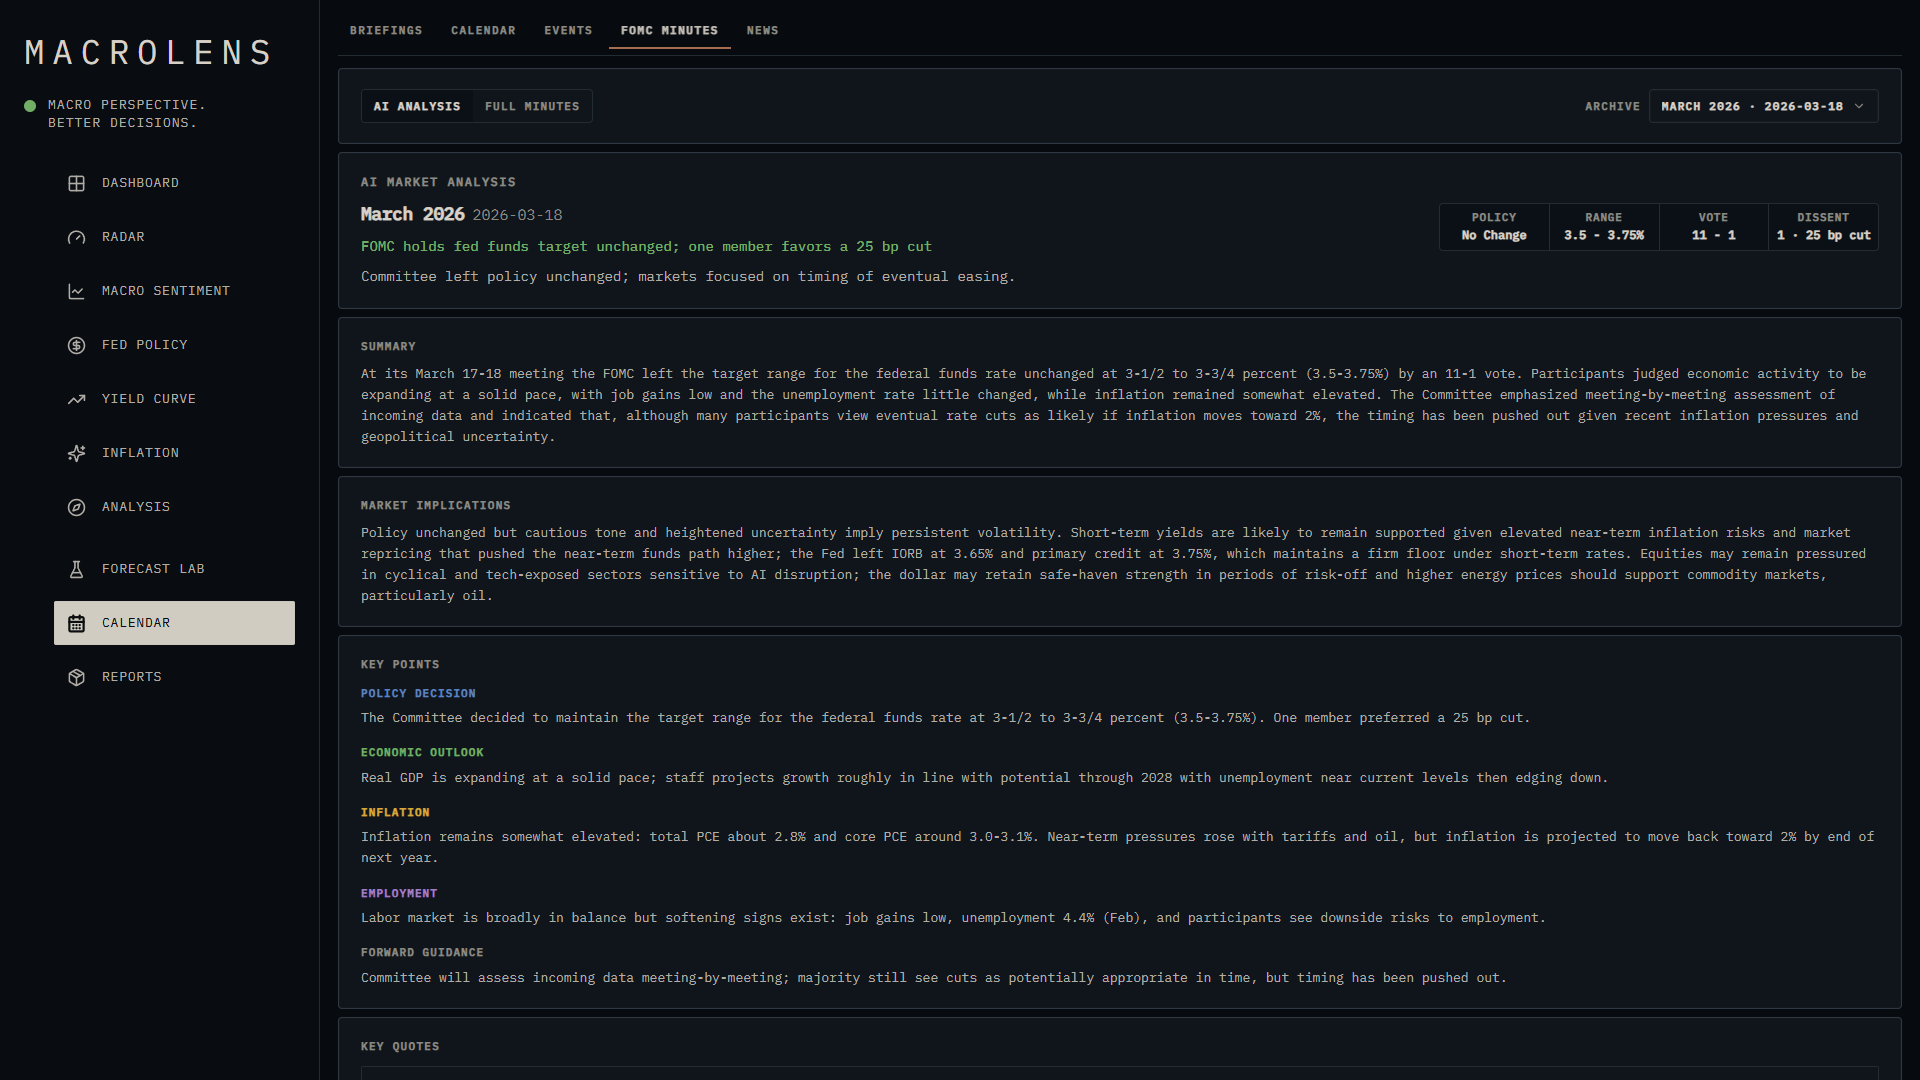 MACROLENS
MACRO PERSPECTIVE.
BETTER DECISIONS.
DASHBOARD
RADAR
MACRO SENTIMENT
FED POLICY
YIELD CURVE
INFLATION
ANALYSIS
FORECAST LAB
CALENDAR
REPORTS
BRIEFINGS CALENDAR EVENTS FOMC MINUTES NEWS
AI ANALYSIS FULL MINUTES ARCHIVE MARCH 2026 · 2026-03-18
AI MARKET ANALYSIS
March 2026 2026-03-18
FOMC holds fed funds target unchanged; one member favors a 25 bp cut
Committee left policy unchanged; markets focused on timing of eventual easing.
POLICY RANGE VOTE DISSENT
No Change 3.5 - 3.75% 11 - 1 1 · 25 bp cut
SUMMARY
At its March 17-18 meeting the FOMC left the target range for the federal funds rate unchanged at 3-1/2 to 3-3/4 percent (3.5-3.75%) by an 11-1 vote. Participants judged economic activity to be
expanding at a solid pace, with job gains low and the unemployment rate little changed, while inflation remained somewhat elevated. The Committee emphasized meeting-by-meeting assessment of
incoming data and indicated that, although many participants view eventual rate cuts as likely if inflation moves toward 2%, the timing has been pushed out given recent inflation pressures and
geopolitical uncertainty.
MARKET IMPLICATIONS
Policy unchanged but cautious tone and heightened uncertainty imply persistent volatility. Short-term yields are likely to remain supported given elevated near-term inflation risks and market
repricing that pushed the near-term funds path higher; the Fed left IORB at 3.65% and primary credit at 3.75%, which maintains a firm floor under short-term rates. Equities may remain pressured
in cyclical and tech-exposed sectors sensitive to AI disruption; the dollar may retain safe-haven strength in periods of risk-off and higher energy prices should support commodity markets,
particularly oil.
KEY POINTS
POLICY DECISION
The Committee decided to maintain the target range for the federal funds rate at 3-1/2 to 3-3/4 percent (3.5-3.75%). One member preferred a 25 bp cut.
ECONOMIC OUTLOOK
Real GDP is expanding at a solid pace; staff projects growth roughly in line with potential through 2028 with unemployment near current levels then edging down.
INFLATION
Inflation remains somewhat elevated: total PCE about 2.8% and core PCE around 3.0-3.1%. Near-term pressures rose with tariffs and oil, but inflation is projected to move back toward 2% by end of
next year.
EMPLOYMENT
Labor market is broadly in balance but softening signs exist: job gains low, unemployment 4.4% (Feb), and participants see downside risks to employment.
FORWARD GUIDANCE
Committee will assess incoming data meeting-by-meeting; majority still see cuts as potentially appropriate in time, but timing has been pushed out.
KEY QUOTES